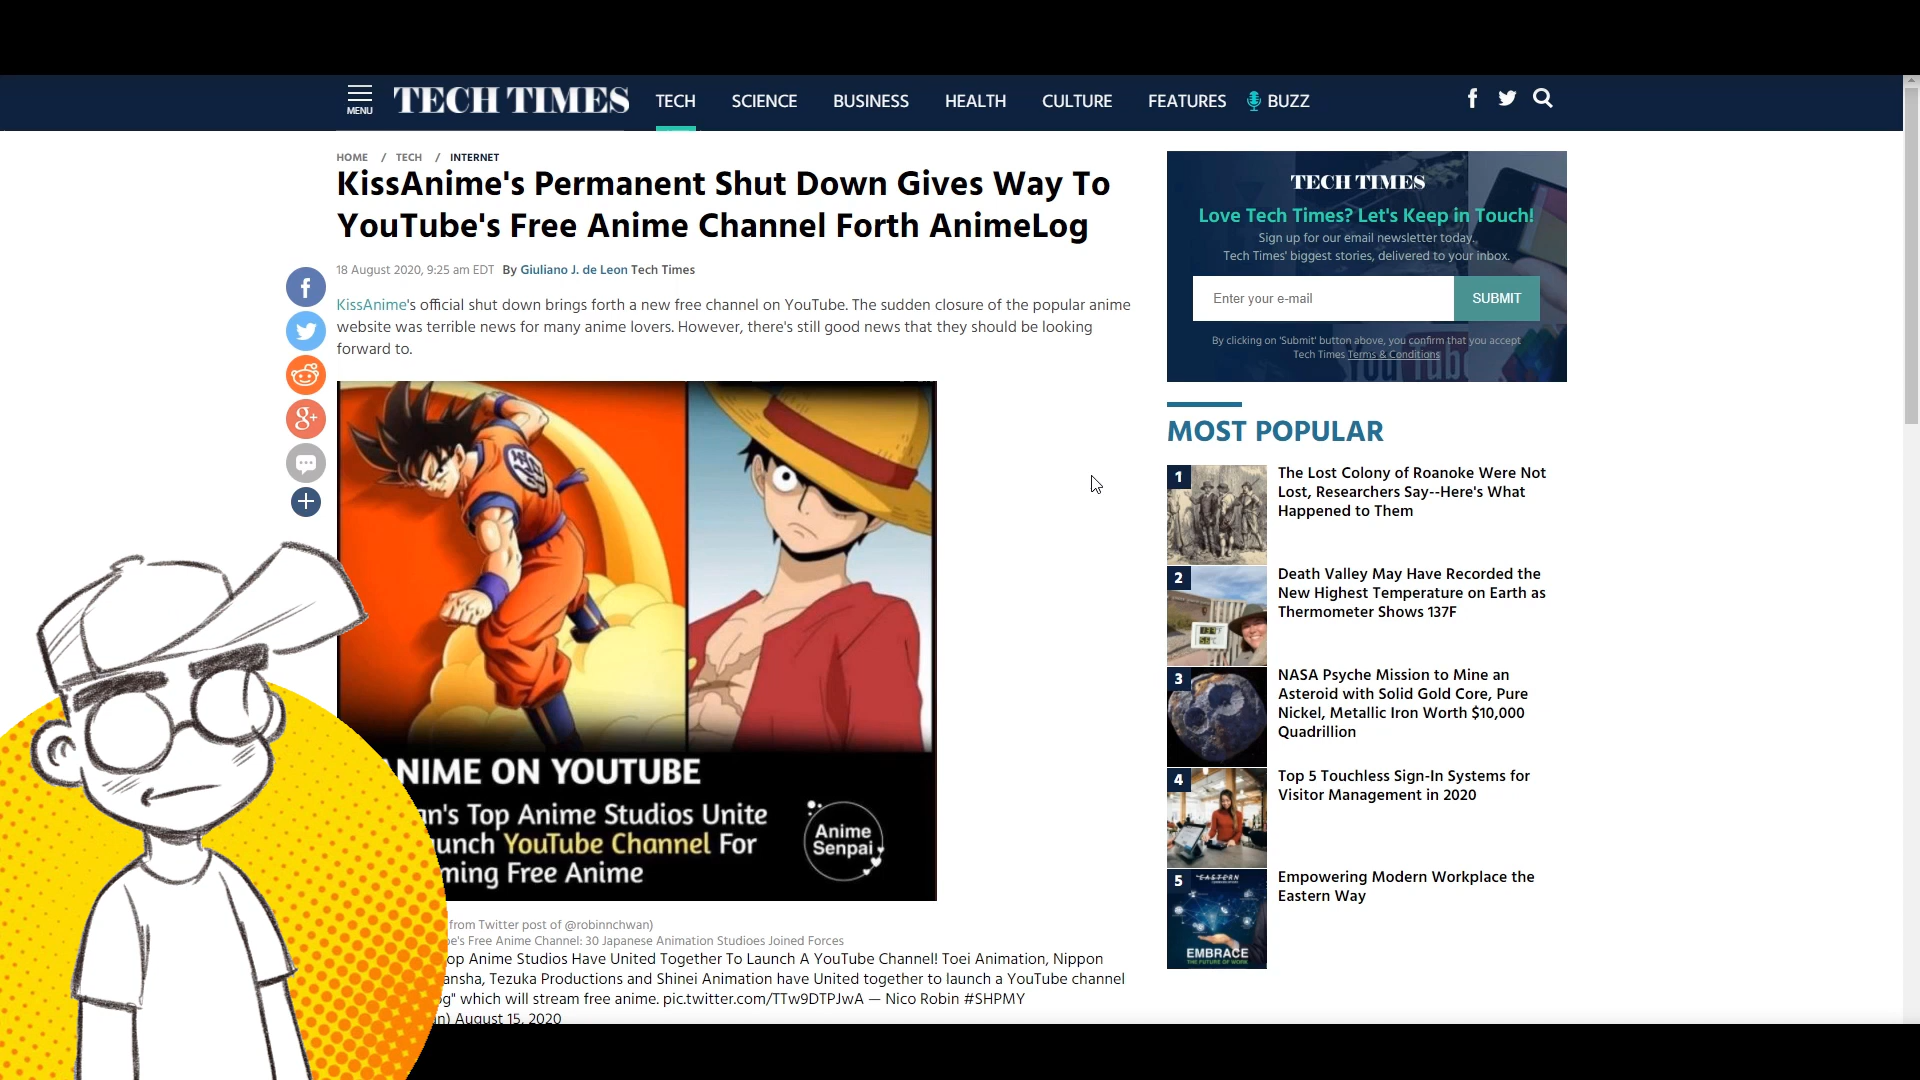 MENU
TECH TIMES
TECH SCIENCE BUSINESS HEALTH CULTURE FEATURES BUZZ
HOME / TECH / INTERNET
KissAnime's Permanent Shut Down Gives Way To
YouTube's Free Anime Channel Forth AnimeLog
18 August 2020, 9:25 am EDT By Giuliano J. de Leon Tech Times
KissAnime's official shut down brings forth a new free channel on YouTube. The sudden closure of the popular anime
website was terrible news for many anime lovers. However, there's still good news that they should be looking
forward to.
NIME ON YOUTUBE
an's Top Anime Studios Unite
unch YouTube Channel For
ming Free Anime
Anime
Senpai
from Twitter post of @robinnchwan)
be's Free Anime Channel: 30 Japanese Animation Studioes Joined Forces
op Anime Studios Have United Together To Launch A YouTube Channel! Toei Animation, Nippon
ansha, Tezuka Productions and Shinei Animation have United together to launch a YouTube channel
og" which will stream free anime. pic.twitter.com/TTw9DTPJwA — Nico Robin #SHPMY
an) August 15, 2020
TECH TIMES
Love Tech Times? Let's Keep in Touch!
Sign up for our email newsletter today.
Tech Times' biggest stories, delivered to your inbox.
Enter your e-mail
SUBMIT
By clicking on 'Submit' button above, you confirm that you accept
Tech Times Terms & Conditions
YouTube
MOST POPULAR
1
The Lost Colony of Roanoke Were Not
Lost, Researchers Say--Here's What
Happened to Them
2
Death Valley May Have Recorded the
New Highest Temperature on Earth as
Thermometer Shows 137F
3
NASA Psyche Mission to Mine an
Asteroid with Solid Gold Core, Pure
Nickel, Metallic Iron Worth $10,000
Quadrillion
4
Top 5 Touchless Sign-In Systems for
Visitor Management in 2020
5
Empowering Modern Workplace the
Eastern Way
EASTERN
EMBRACE
THE FUTURE OF WORK